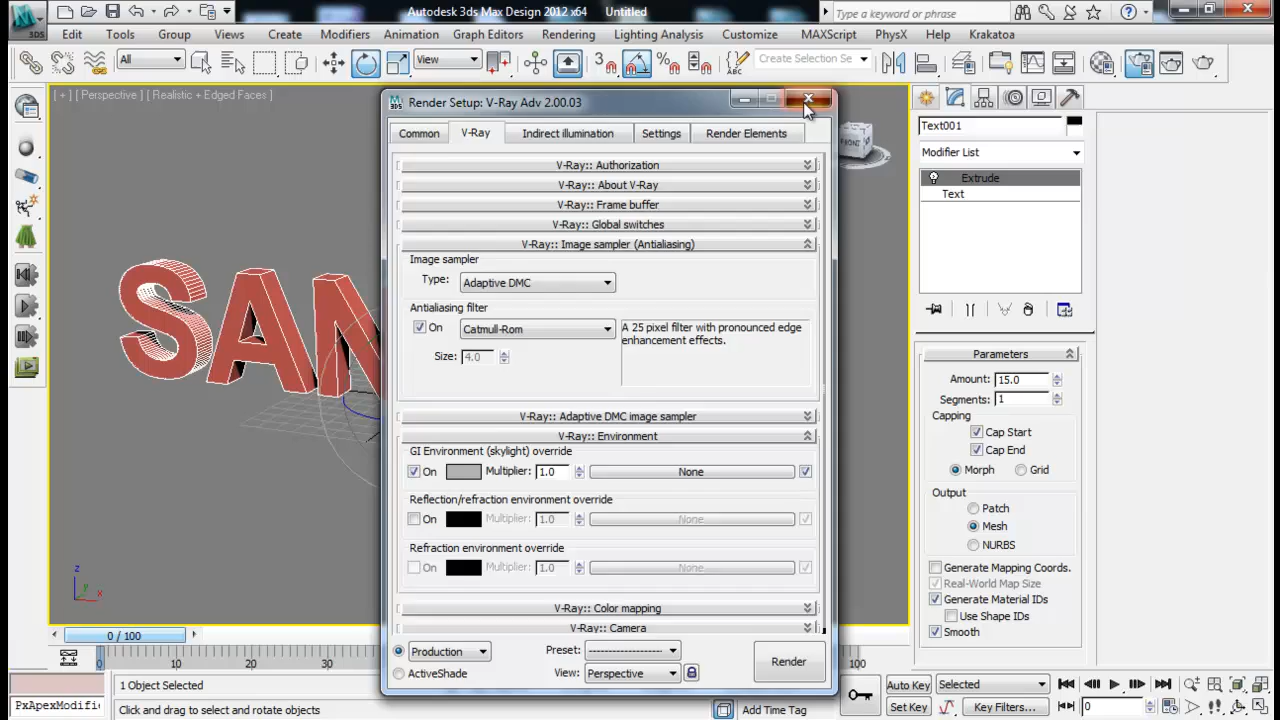 Autodesk 3ds Max Design 2012 x64 Untitled
Type a keyword or phrase
3DS
Edit Tools Group Views Create Modifiers Animation Graph Editors Rendering Lighting Analysis Customize MAXScript PhysX Help Krakatoa
All View 3 Create Selection Se
[ + ] [ Perspective ] [ Realistic + Edged Faces ]
FRONT
SAN
z
y
x
Render Setup: V-Ray Adv 2.00.03
Common V-Ray Indirect illumination Settings Render Elements
V-Ray:: Authorization
V-Ray:: About V-Ray
V-Ray:: Frame buffer
V-Ray:: Global switches
V-Ray:: Image sampler (Antialiasing)
Image sampler
Type: Adaptive DMC
Antialiasing filter
On Catmull-Rom
A 25 pixel filter with pronounced edge
enhancement effects.
Size: 4.0
V-Ray:: Adaptive DMC image sampler
V-Ray:: Environment
GI Environment (skylight) override
On Multiplier: 1.0 None
Reflection/refraction environment override
On Multiplier: 1.0 None
Refraction environment override
On Multiplier: 1.0 None
V-Ray:: Color mapping
V-Ray:: Camera
Production Preset: --------------------
ActiveShade View: Perspective
Render
Text001
Modifier List
Extrude
Text
Parameters
Amount: 15.0
Segments: 1
Capping
Cap Start
Cap End
Morph Grid
Output
Patch
Mesh
NURBS
Generate Mapping Coords.
Real-World Map Size
Generate Material IDs
Use Shape IDs
Smooth
0 / 100
0 10 20 30 100
1 Object Selected
PxApexModifi
Click and drag to select and rotate objects
Add Time Tag
Auto Key Selected
Set Key Key Filters... 0